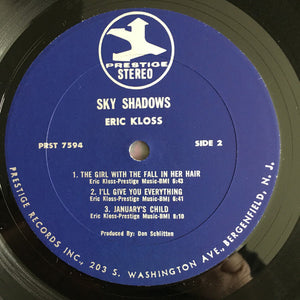 PRESTIGE
STEREO
SKY SHADOWS
ERIC KLOSS
PRST 7594
SIDE 2
1. THE GIRL WITH THE FALL IN HER HAIR
Eric Kloss-Prestige Music-BMI 6:43
2. I'LL GIVE YOU EVERYTHING
Eric Kloss-Prestige Music-BMI 6:41
3. JANUARY'S CHILD
Eric Kloss-Prestige Music-BMI 8:10
Produced By: Don Schlitten
PRESTIGE RECORDS INC., 203 S. WASHINGTON AVE., BERGENFIELD, N. J.